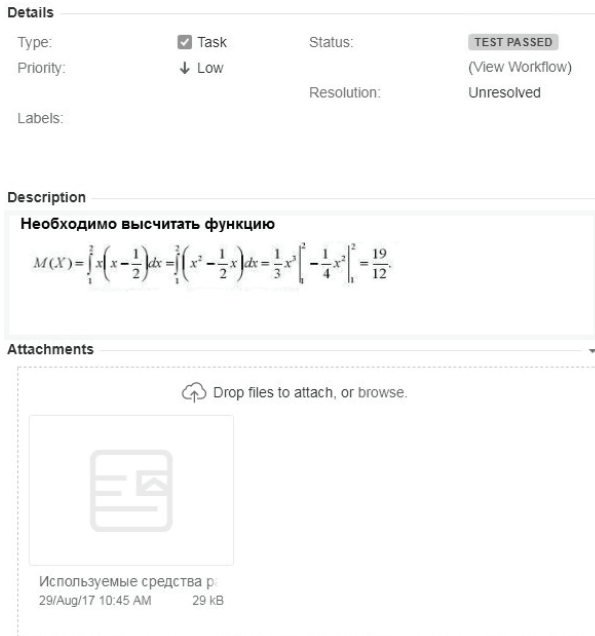 Details
Type: Task Status: TEST PASSED
Priority: Low (View Workflow)
Resolution: Unresolved
Labels:
Description
Необходимо высчитать функцию
M(X) = ∫₁² x(x − 1/2)dx = ∫₁² (x² − 1/2 x)dx = 1/3 x³|₁² − 1/4 x²|₁² = 19/12.
Attachments
Drop files to attach, or browse.
Используемые средства
29/Aug/17 10:45 AM 29 kB